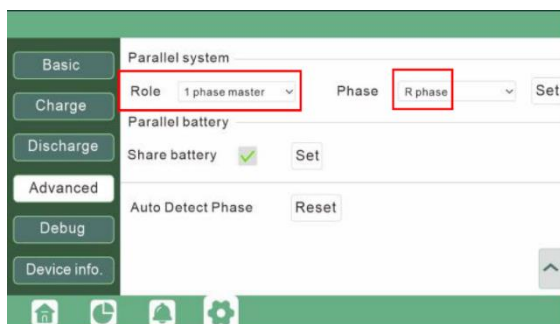 Basic
Charge
Discharge
Advanced
Debug
Device info.
Parallel system
Role 1 phase master Phase R phase Set
Parallel battery
Share battery Set
Auto Detect Phase Reset